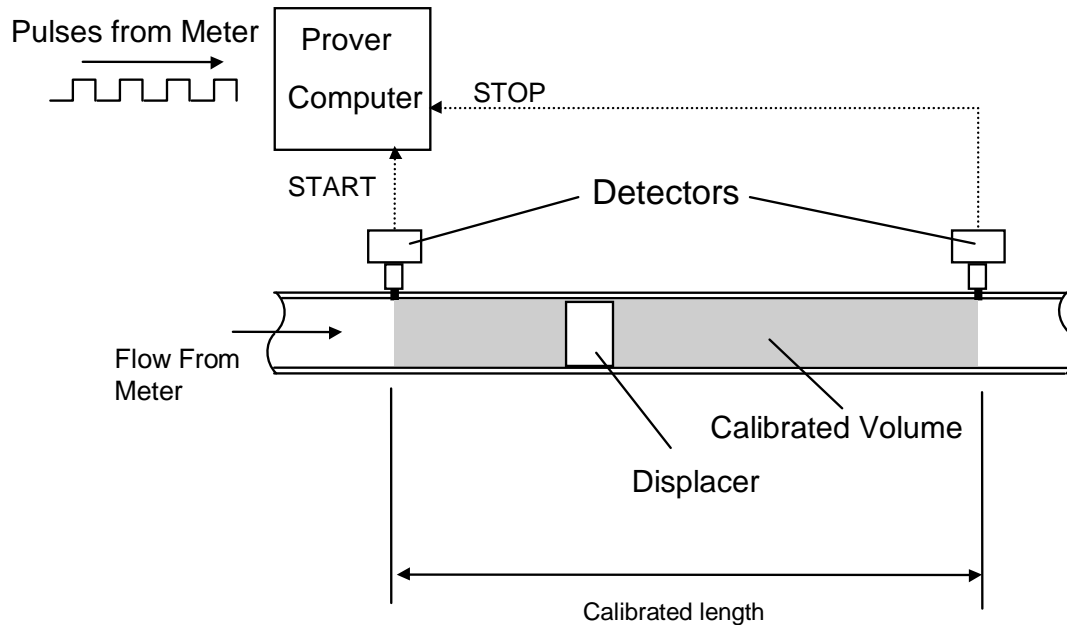 Pulses from Meter
Prover
Computer
STOP
START
Detectors
Flow From
Meter
Calibrated Volume
Displacer
Calibrated length